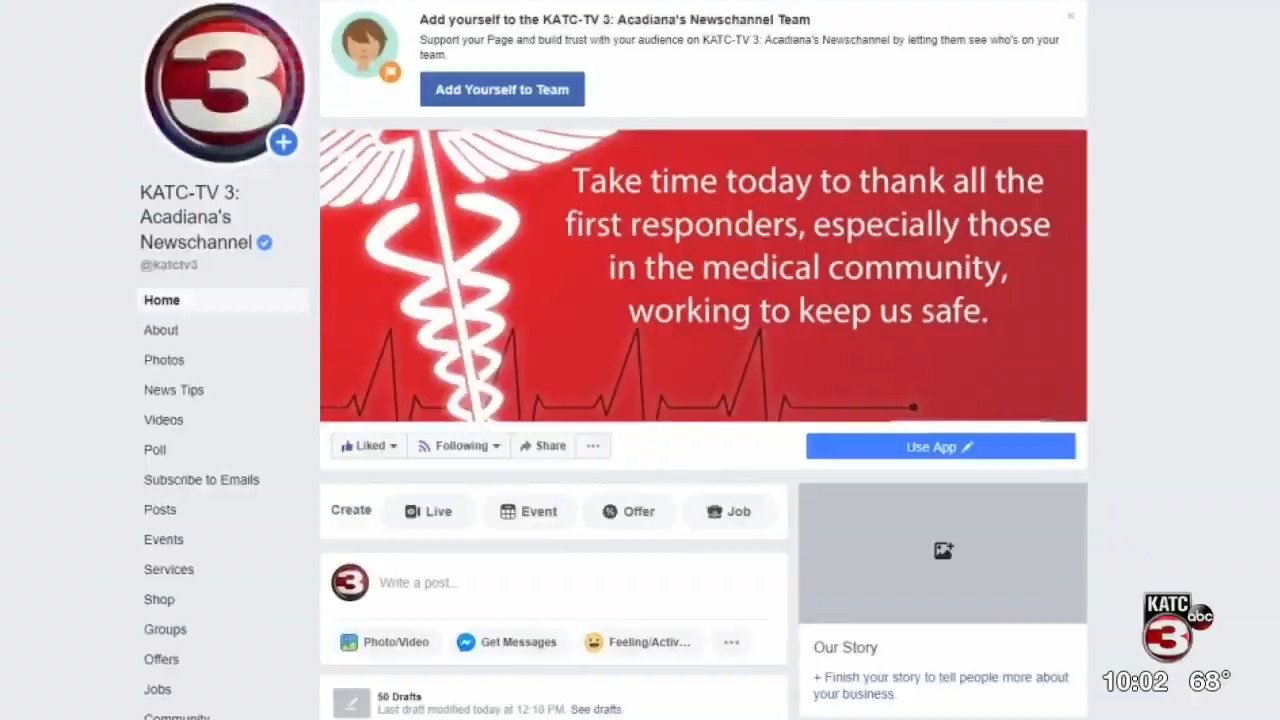 3
KATC-TV 3:
Acadiana's
Newschannel
@katctv3
Home
About
Photos
News Tips
Videos
Poll
Subscribe to Emails
Posts
Events
Services
Shop
Groups
Offers
Jobs
Community
Add yourself to the KATC-TV 3: Acadiana's Newschannel Team
Support your Page and build trust with your audience on KATC-TV 3: Acadiana's Newschannel by letting them see who's on your
team.
Add Yourself to Team
Take time today to thank all the
first responders, especially those
in the medical community,
working to keep us safe.
Liked Following Share ...
Use App
Create Live Event Offer Job
3 Write a post...
Photo/Video Get Messages Feeling/Activ... ...
50 Drafts
Last draft modified today at 12:10 PM. See drafts.
Our Story
+ Finish your story to tell people more about
your business.
KATC
abc
3
10:02 68°